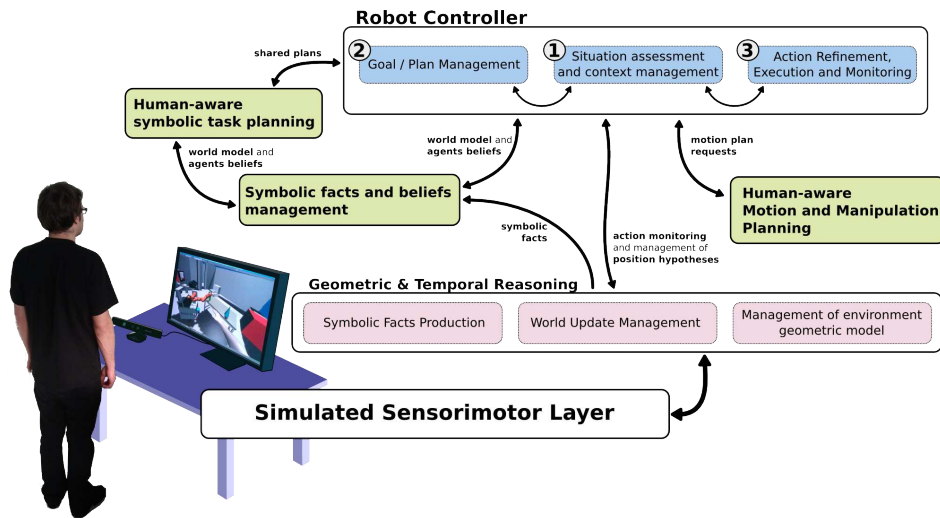 Robot Controller
shared plans
2
Goal / Plan Management
1
Situation assessment
and context management
3
Action Refinement,
Execution and Monitoring
Human-aware
symbolic task planning
world model and
agents beliefs
world model and
agents beliefs
motion plan
requests
Symbolic facts and beliefs
management
Human-aware
Motion and Manipulation
Planning
symbolic
facts
action monitoring
and management of
position hypotheses
Geometric & Temporal Reasoning
Symbolic Facts Production
World Update Management
Management of environment
geometric model
Simulated Sensorimotor Layer